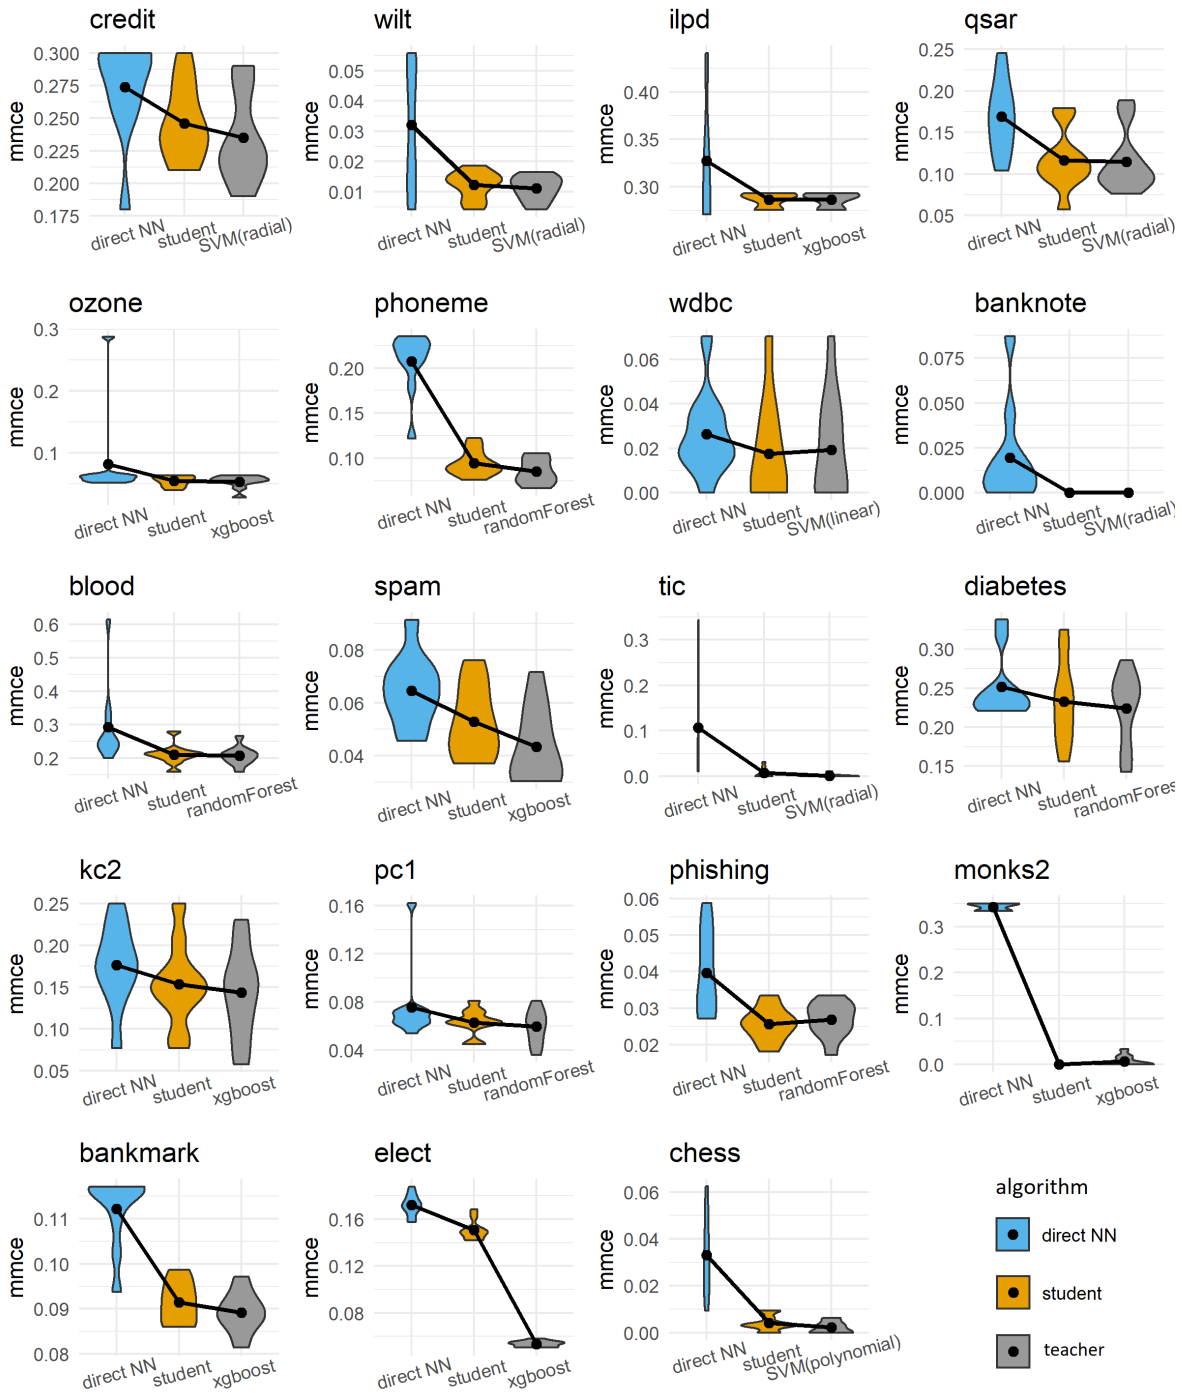 credit
mmce
0.300
0.275
0.250
0.225
0.200
0.175
direct NN
student
SVM(radial)
wilt
mmce
0.05
0.04
0.03
0.02
0.01
direct NN
student
SVM(radial)
ilpd
mmce
0.40
0.35
0.30
direct NN
student
xgboost
qsar
mmce
0.25
0.20
0.15
0.10
0.05
direct NN
student
SVM(radial)
ozone
mmce
0.3
0.2
0.1
direct NN
student
xgboost
phoneme
mmce
0.20
0.15
0.10
direct NN
student
randomForest
wdbc
mmce
0.06
0.04
0.02
0.00
direct NN
student
SVM(linear)
banknote
mmce
0.075
0.050
0.025
0.000
direct NN
student
SVM(radial)
blood
mmce
0.6
0.5
0.4
0.3
0.2
direct NN
student
randomForest
spam
mmce
0.08
0.06
0.04
direct NN
student
xgboost
tic
mmce
0.3
0.2
0.1
0.0
direct NN
student
SVM(radial)
diabetes
mmce
0.30
0.25
0.20
0.15
direct NN
student
randomFores
kc2
mmce
0.25
0.20
0.15
0.10
0.05
direct NN
student
xgboost
pc1
mmce
0.16
0.12
0.08
0.04
direct NN
student
randomForest
phishing
mmce
0.06
0.05
0.04
0.03
0.02
direct NN
student
randomForest
monks2
mmce
0.3
0.2
0.1
0.0
direct NN
student
xgboost
bankmark
mmce
0.11
0.10
0.09
0.08
direct NN
student
xgboost
elect
mmce
0.16
0.12
0.08
direct NN
student
xgboost
chess
mmce
0.06
0.04
0.02
0.00
direct NN
student
SVM(polynomial)
algorithm
direct NN
student
teacher